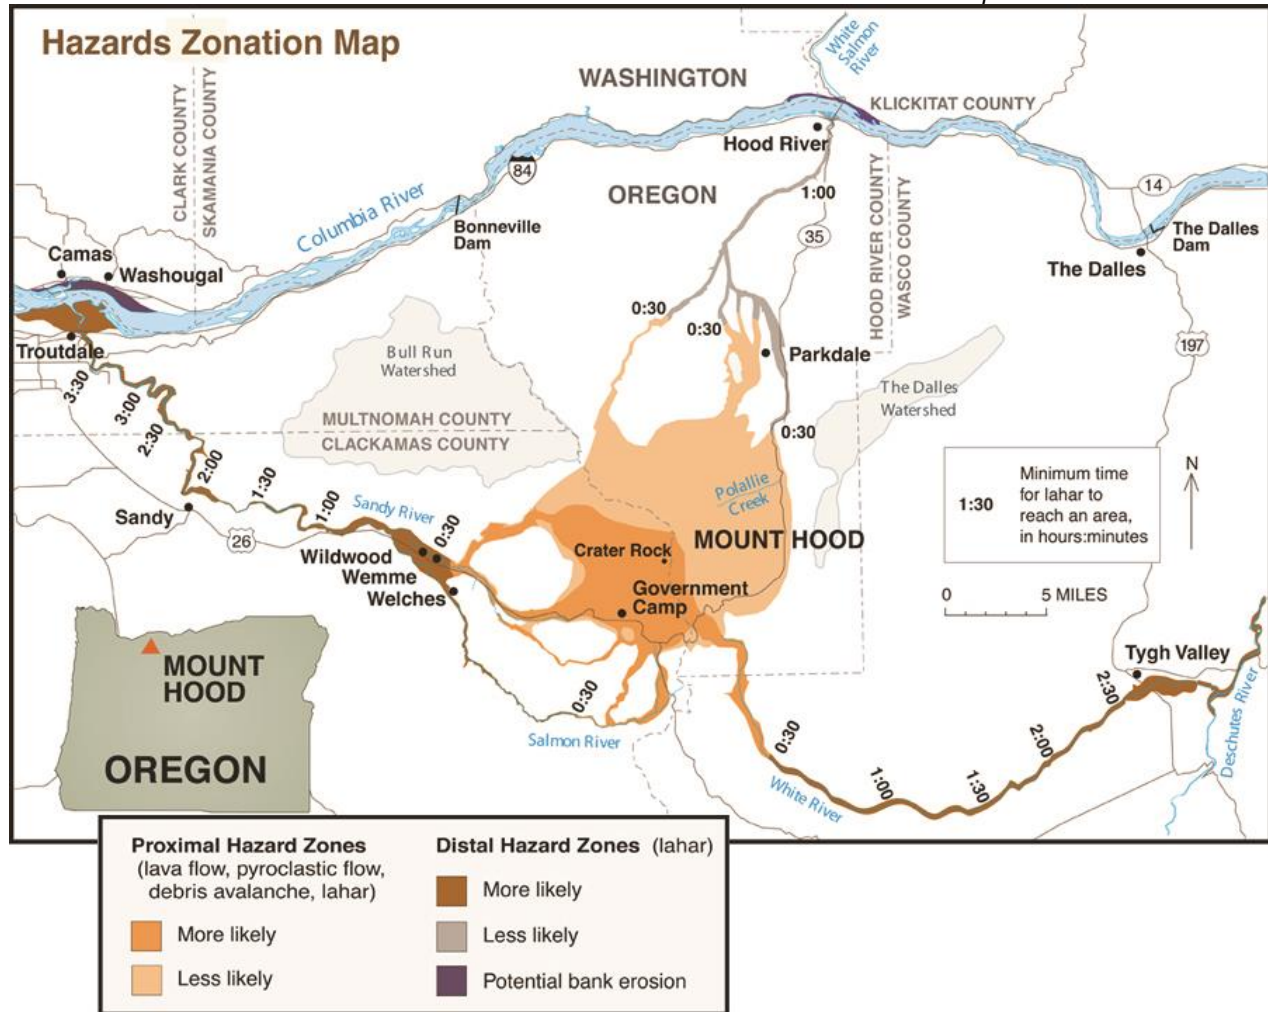 Hazards Zonation Map
CLARK COUNTY
SKAMANIA COUNTY
WASHINGTON
White
Salmon
River
KLICKITAT COUNTY
Hood River
84
OREGON
1:00
14
Columbia River
Bonneville
Dam
35
HOOD RIVER COUNTY
WASCO COUNTY
The Dalles
Dam
The Dalles
Camas
Washougal
0:30
0:30
Troutdale
Bull Run
Watershed
Parkdale
197
The Dalles
Watershed
3:30
3:00
2:30
MULTNOMAH COUNTY
CLACKAMAS COUNTY
0:30
2:00
1:30
1:00
Sandy River
0:30
Polallie
Creek
1:30
Minimum time
for lahar to
reach an area,
in hours:minutes
N
Sandy
26
MOUNT HOOD
Crater Rock
Wildwood
Wemme
Welches
Government
Camp
0
5 MILES
MOUNT
HOOD
OREGON
0:30
Salmon River
0:30
White River
1:00
1:30
2:00
2:30
Tygh Valley
Deschutes River
Proximal Hazard Zones
(lava flow, pyroclastic flow,
debris avalanche, lahar)
More likely
Less likely
Distal Hazard Zones (lahar)
More likely
Less likely
Potential bank erosion